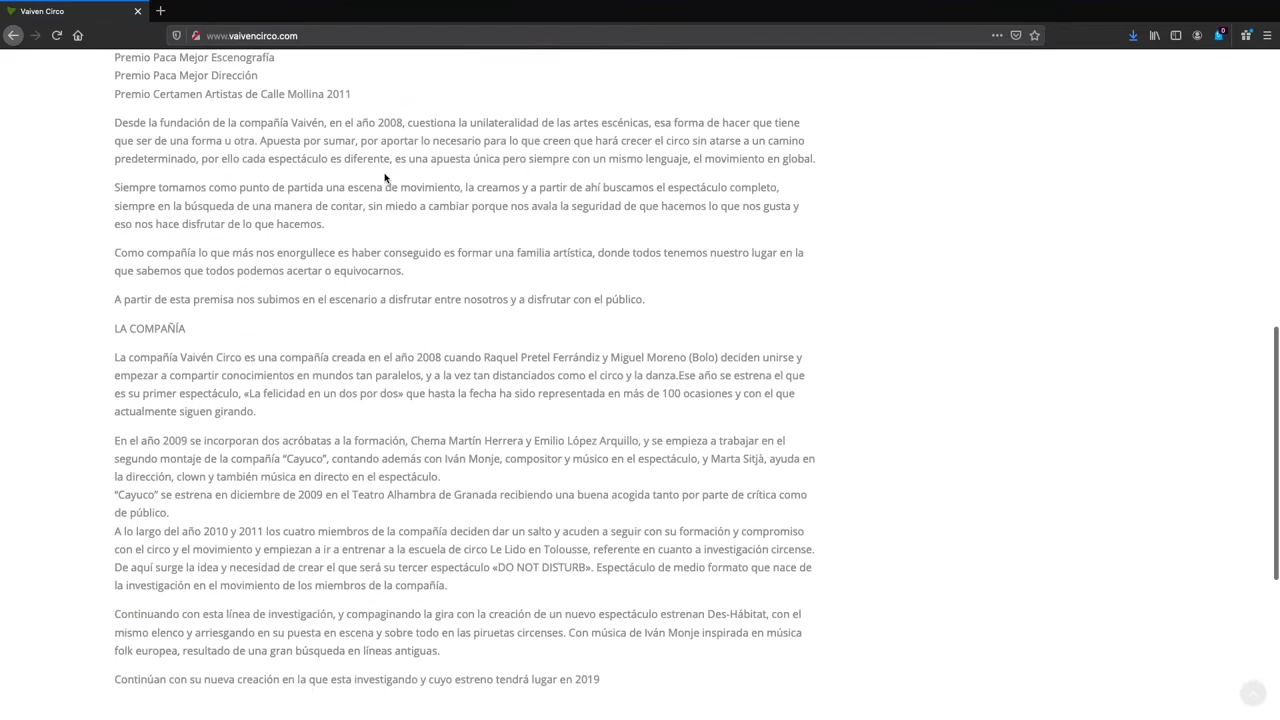 Vaiven Circo
www.vaivencirco.com
0
Premio Paca Mejor Escenografía
Premio Paca Mejor Dirección
Premio Certamen Artistas de Calle Mollina 2011
Desde la fundación de la compañía Vaivén, en el año 2008, cuestiona la unilateralidad de las artes escénicas, esa forma de hacer que tiene
que ser de una forma u otra. Apuesta por sumar, por aportar lo necesario para lo que creen que hará crecer el circo sin atarse a un camino
predeterminado, por ello cada espectáculo es diferente, es una apuesta única pero siempre con un mismo lenguaje, el movimiento en global.
Siempre tomamos como punto de partida una escena de movimiento, la creamos y a partir de ahí buscamos el espectáculo completo,
siempre en la búsqueda de una manera de contar, sin miedo a cambiar porque nos avala la seguridad de que hacemos lo que nos gusta y
eso nos hace disfrutar de lo que hacemos.
Como compañía lo que más nos enorgullece es haber conseguido es formar una familia artística, donde todos tenemos nuestro lugar en la
que sabemos que todos podemos acertar o equivocarnos.
A partir de esta premisa nos subimos en el escenario a disfrutar entre nosotros y a disfrutar con el público.
LA COMPAÑÍA
La compañía Vaivén Circo es una compañía creada en el año 2008 cuando Raquel Pretel Ferrándiz y Miguel Moreno (Bolo) deciden unirse y
empezar a compartir conocimientos en mundos tan paralelos, y a la vez tan distanciados como el circo y la danza.Ese año se estrena el que
es su primer espectáculo, «La felicidad en un dos por dos» que hasta la fecha ha sido representada en más de 100 ocasiones y con el que
actualmente siguen girando.
En el año 2009 se incorporan dos acróbatas a la formación, Chema Martín Herrera y Emilio López Arquillo, y se empieza a trabajar en el
segundo montaje de la compañía “Cayuco”, contando además con Iván Monje, compositor y músico en el espectáculo, y Marta Sitjà, ayuda en
la dirección, clown y también música en directo en el espectáculo.
“Cayuco” se estrena en diciembre de 2009 en el Teatro Alhambra de Granada recibiendo una buena acogida tanto por parte de crítica como
de público.
A lo largo del año 2010 y 2011 los cuatro miembros de la compañía deciden dar un salto y acuden a seguir con su formación y compromiso
con el circo y el movimiento y empiezan a ir a entrenar a la escuela de circo Le Lido en Tolousse, referente en cuanto a investigación circense.
De aquí surge la idea y necesidad de crear el que será su tercer espectáculo «DO NOT DISTURB». Espectáculo de medio formato que nace de
la investigación en el movimiento de los miembros de la compañía.
Continuando con esta línea de investigación, y compaginando la gira con la creación de un nuevo espectáculo estrenan Des-Hábitat, con el
mismo elenco y arriesgando en su puesta en escena y sobre todo en las piruetas circenses. Con música de Iván Monje inspirada en música
folk europea, resultado de una gran búsqueda en líneas antiguas.
Continúan con su nueva creación en la que esta investigando y cuyo estreno tendrá lugar en 2019